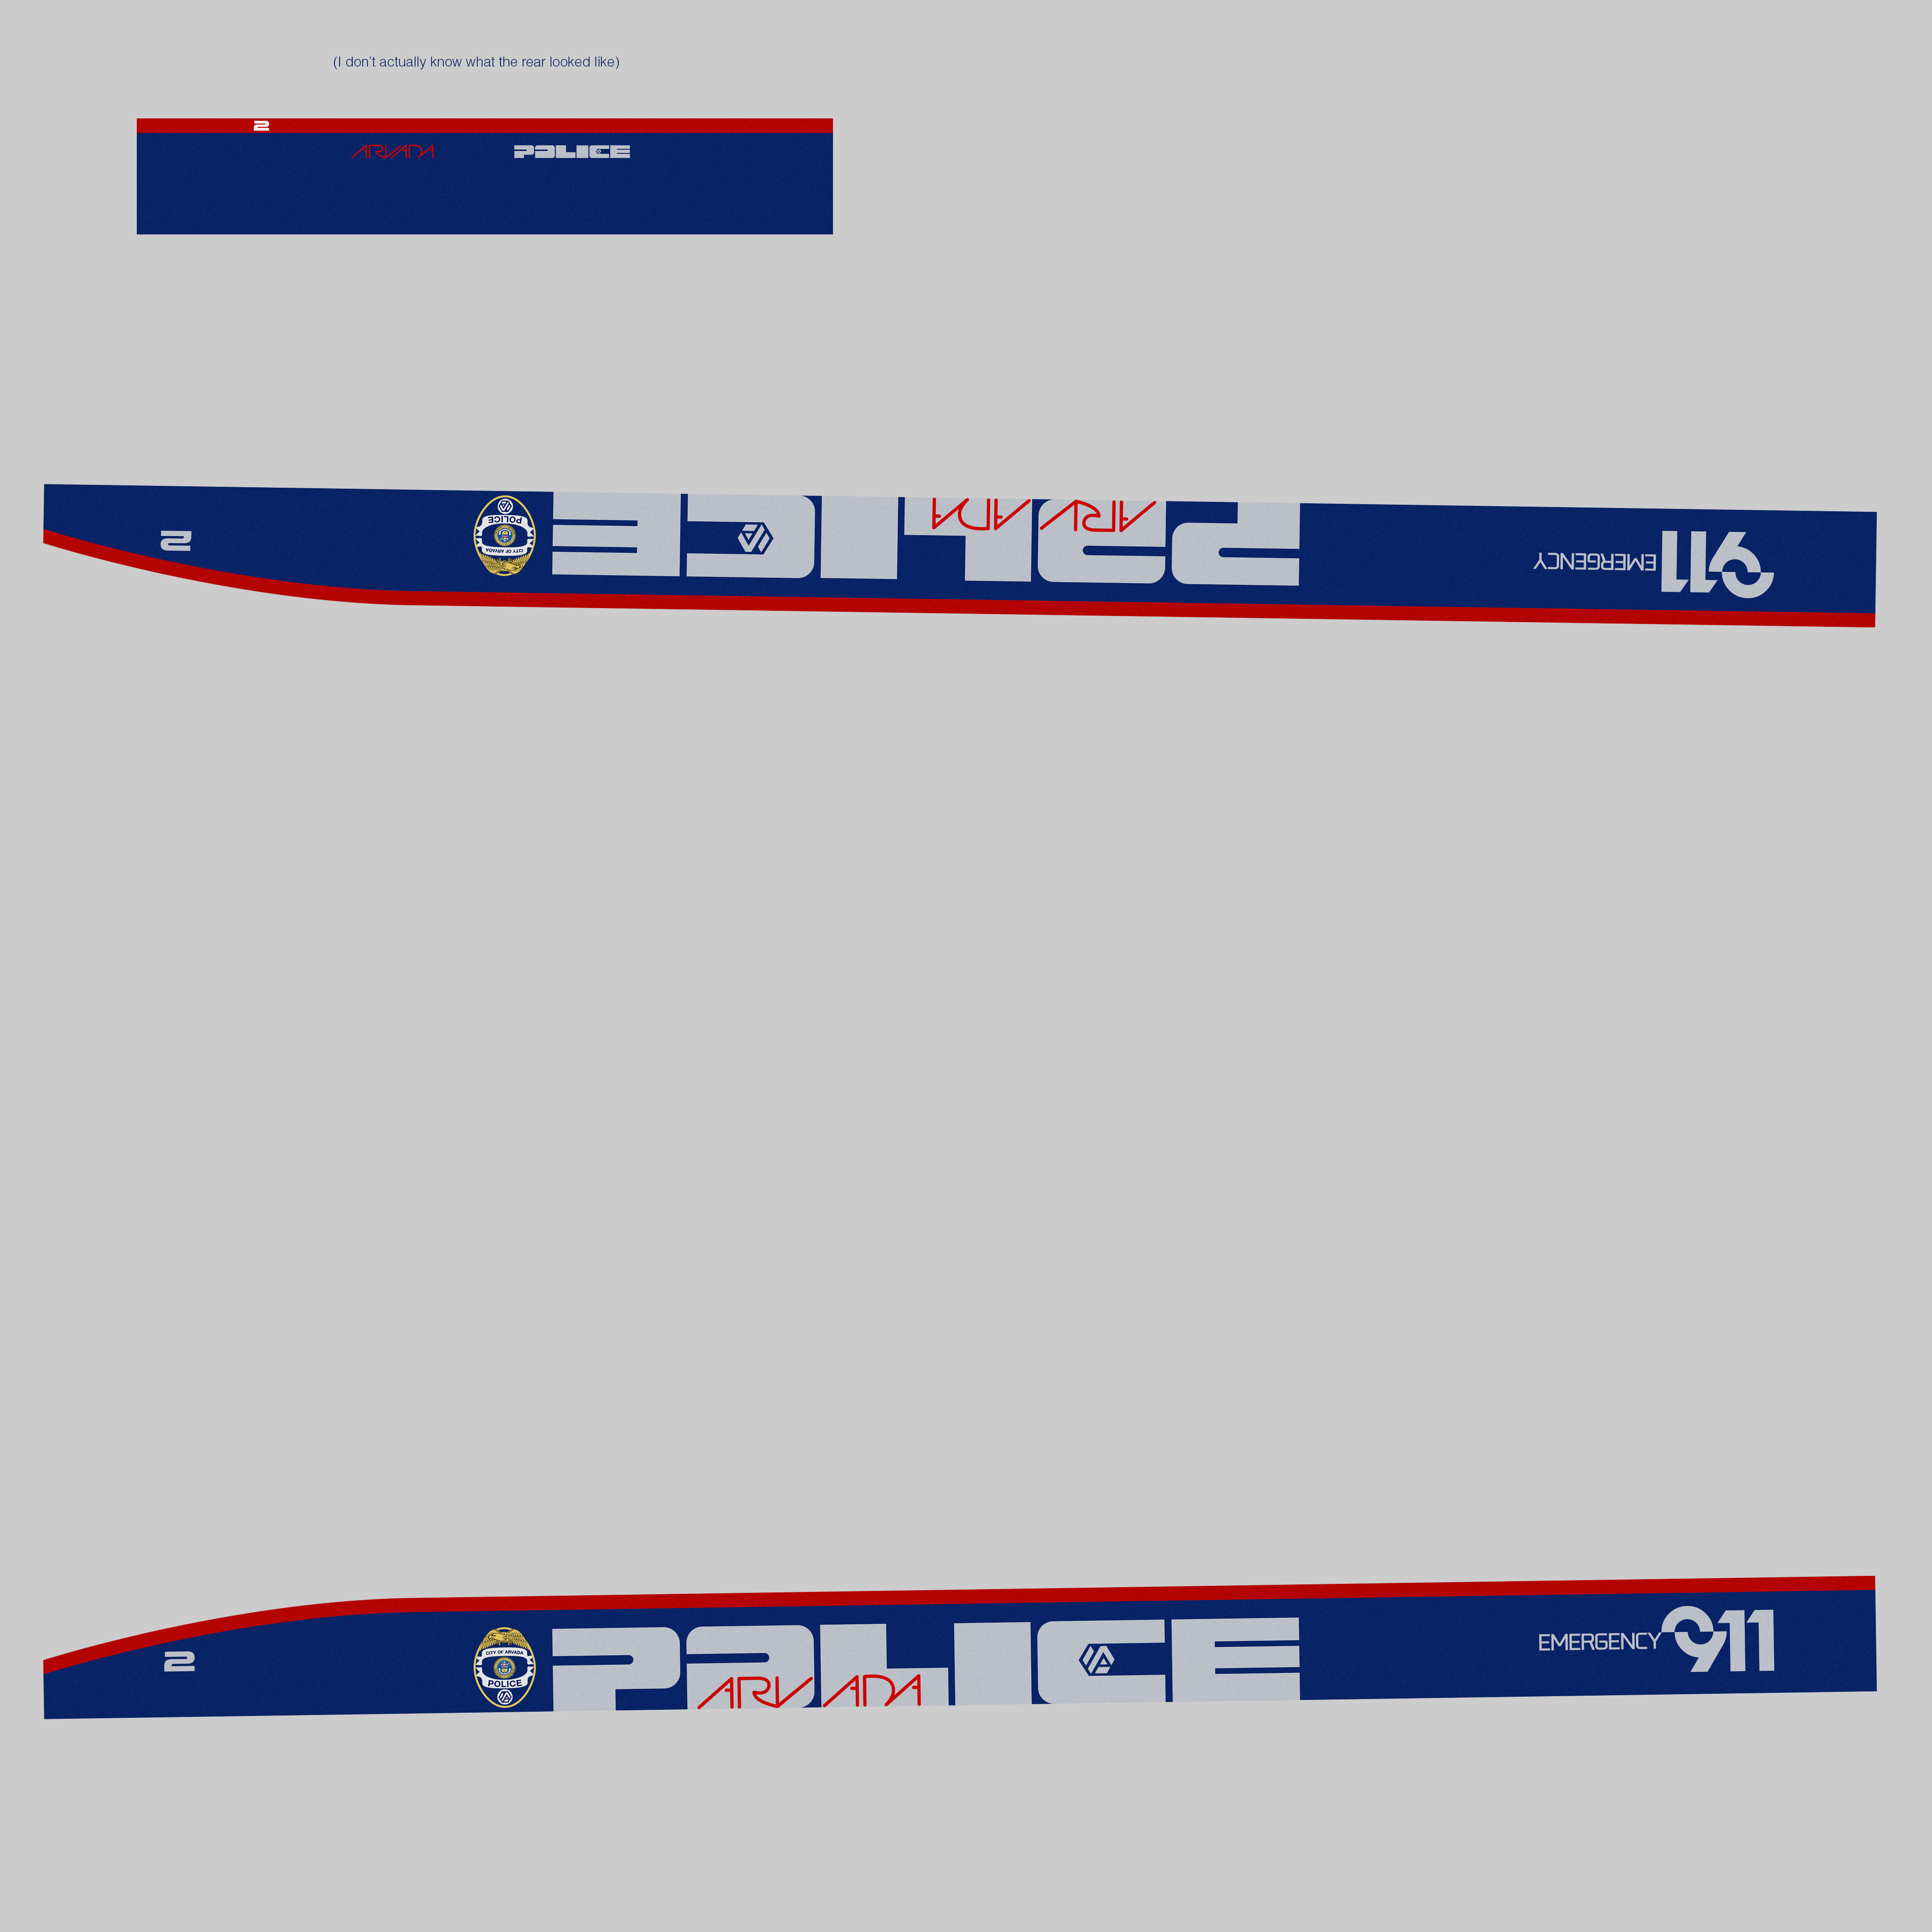 (I don't actually know what the rear looked like)
2
ARVADA POLICE
2
CITY OF ARVADA
POLICE
POLICE
ARVADA
EMERGENCY 911
2
CITY OF ARVADA
POLICE
POLICE
ARVADA
EMERGENCY 911